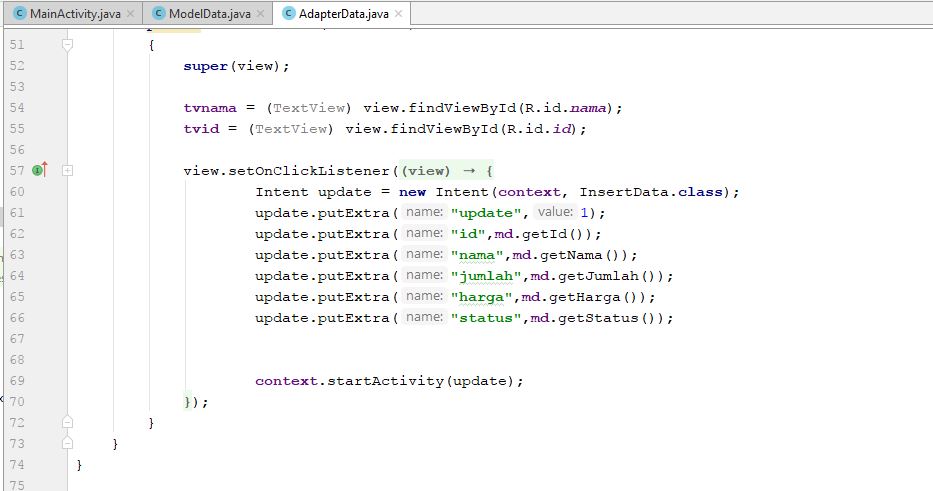 MainActivity.java ModelData.java AdapterData.java
51 {
52 super(view);
53
54 tvnama = (TextView) view.findViewById(R.id.nama);
55 tvid = (TextView) view.findViewById(R.id.id);
56
57 view.setOnClickListener((view) → {
60 Intent update = new Intent(context, InsertData.class);
61 update.putExtra( name: "update", value: 1);
62 update.putExtra( name: "id",md.getId());
63 update.putExtra( name: "nama",md.getNama());
64 update.putExtra( name: "jumlah",md.getJumlah());
65 update.putExtra( name: "harga",md.getHarga());
66 update.putExtra( name: "status",md.getStatus());
67
68
69 context.startActivity(update);
70 });
72 }
73 }
74 }
75